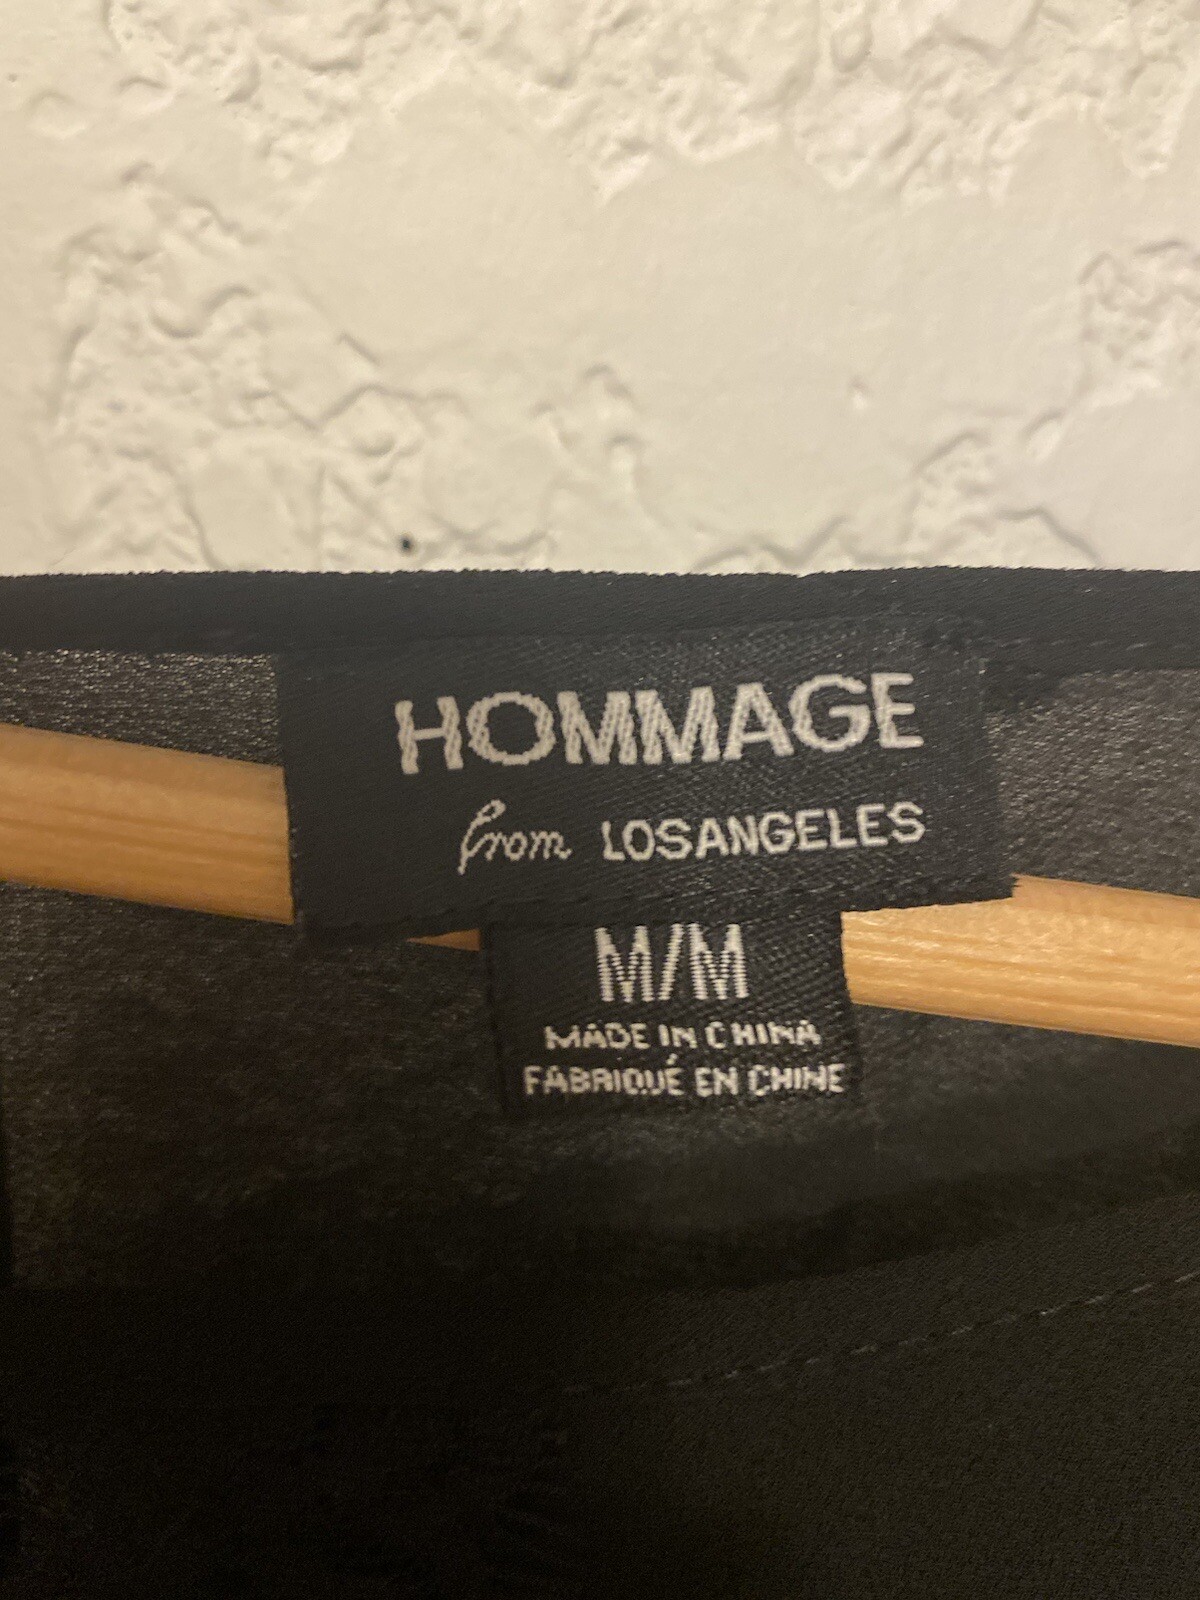 HOMMAGE
from LOSANGELES
M/M
MADE IN CHINA
FABRIQUÉ EN CHINE